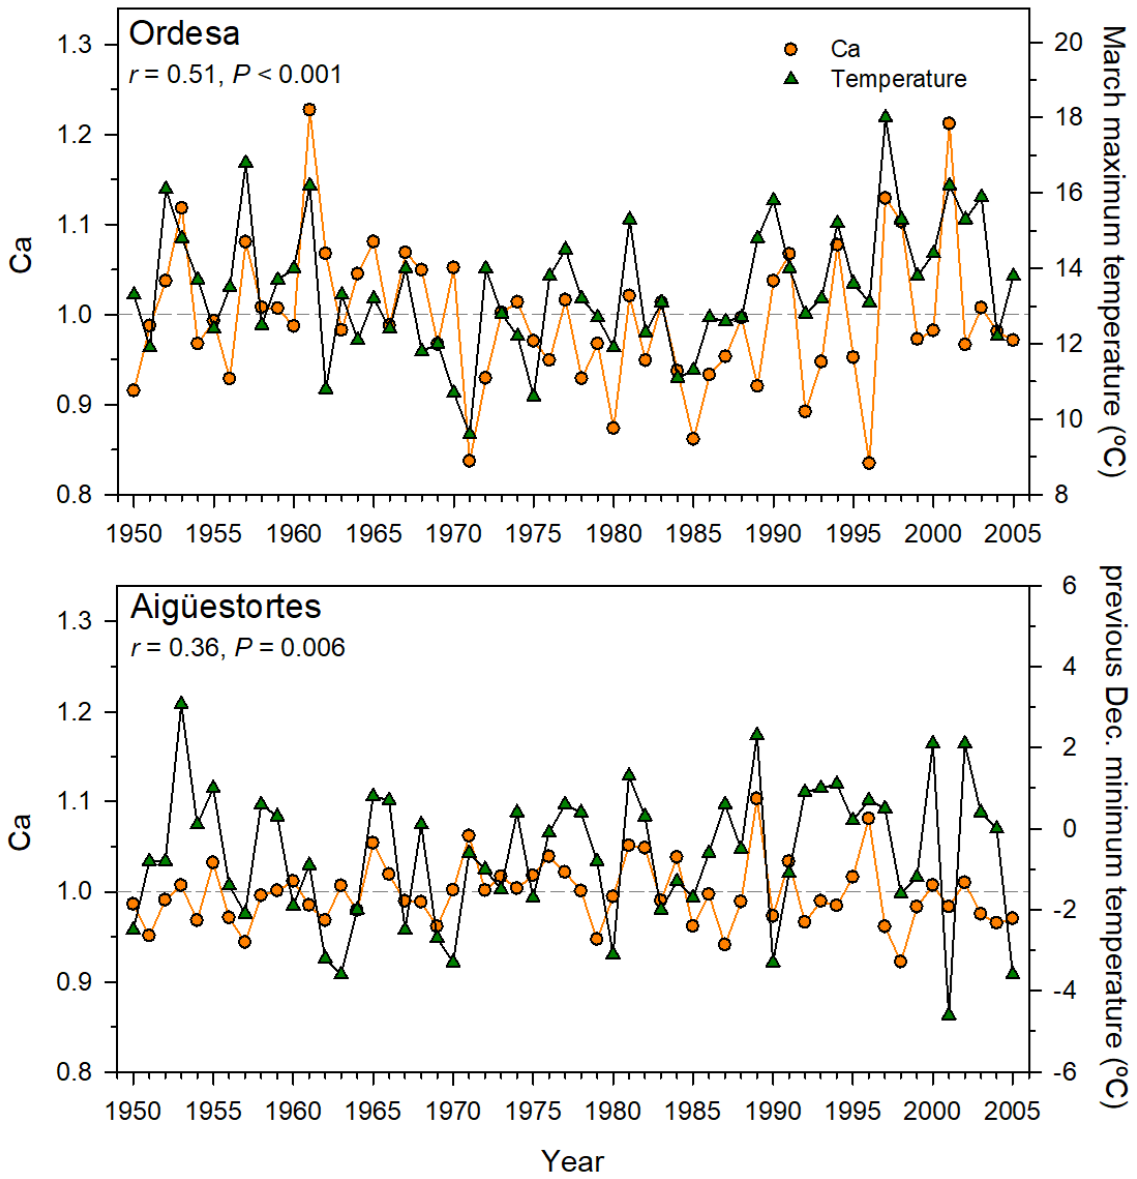 Ordesa
r = 0.51, P < 0.001
Ca
Temperature
1.3
1.2
1.1
1.0
0.9
0.8
Ca
20
18
16
14
12
10
8
March maximum temperature (ºC)
1950 1955 1960 1965 1970 1975 1980 1985 1990 1995 2000 2005
Aigüestortes
r = 0.36, P = 0.006
1.3
1.2
1.1
1.0
0.9
0.8
Ca
6
4
2
0
-2
-4
-6
previous Dec. minimum temperature (ºC)
1950 1955 1960 1965 1970 1975 1980 1985 1990 1995 2000 2005
Year